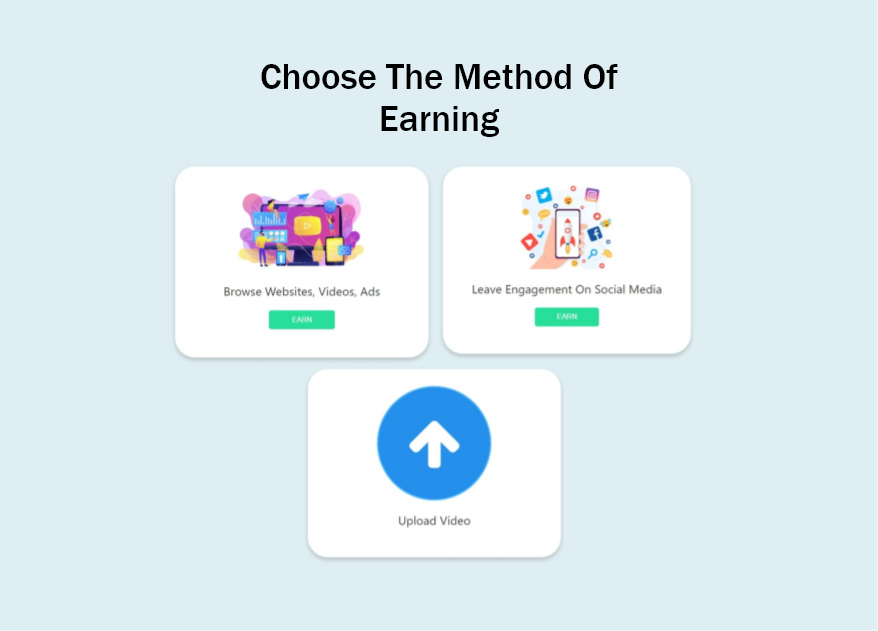 Choose The Method Of
Earning
Browse Websites, Videos, Ads
EARN
Leave Engagement On Social Media
EARN
Upload Video